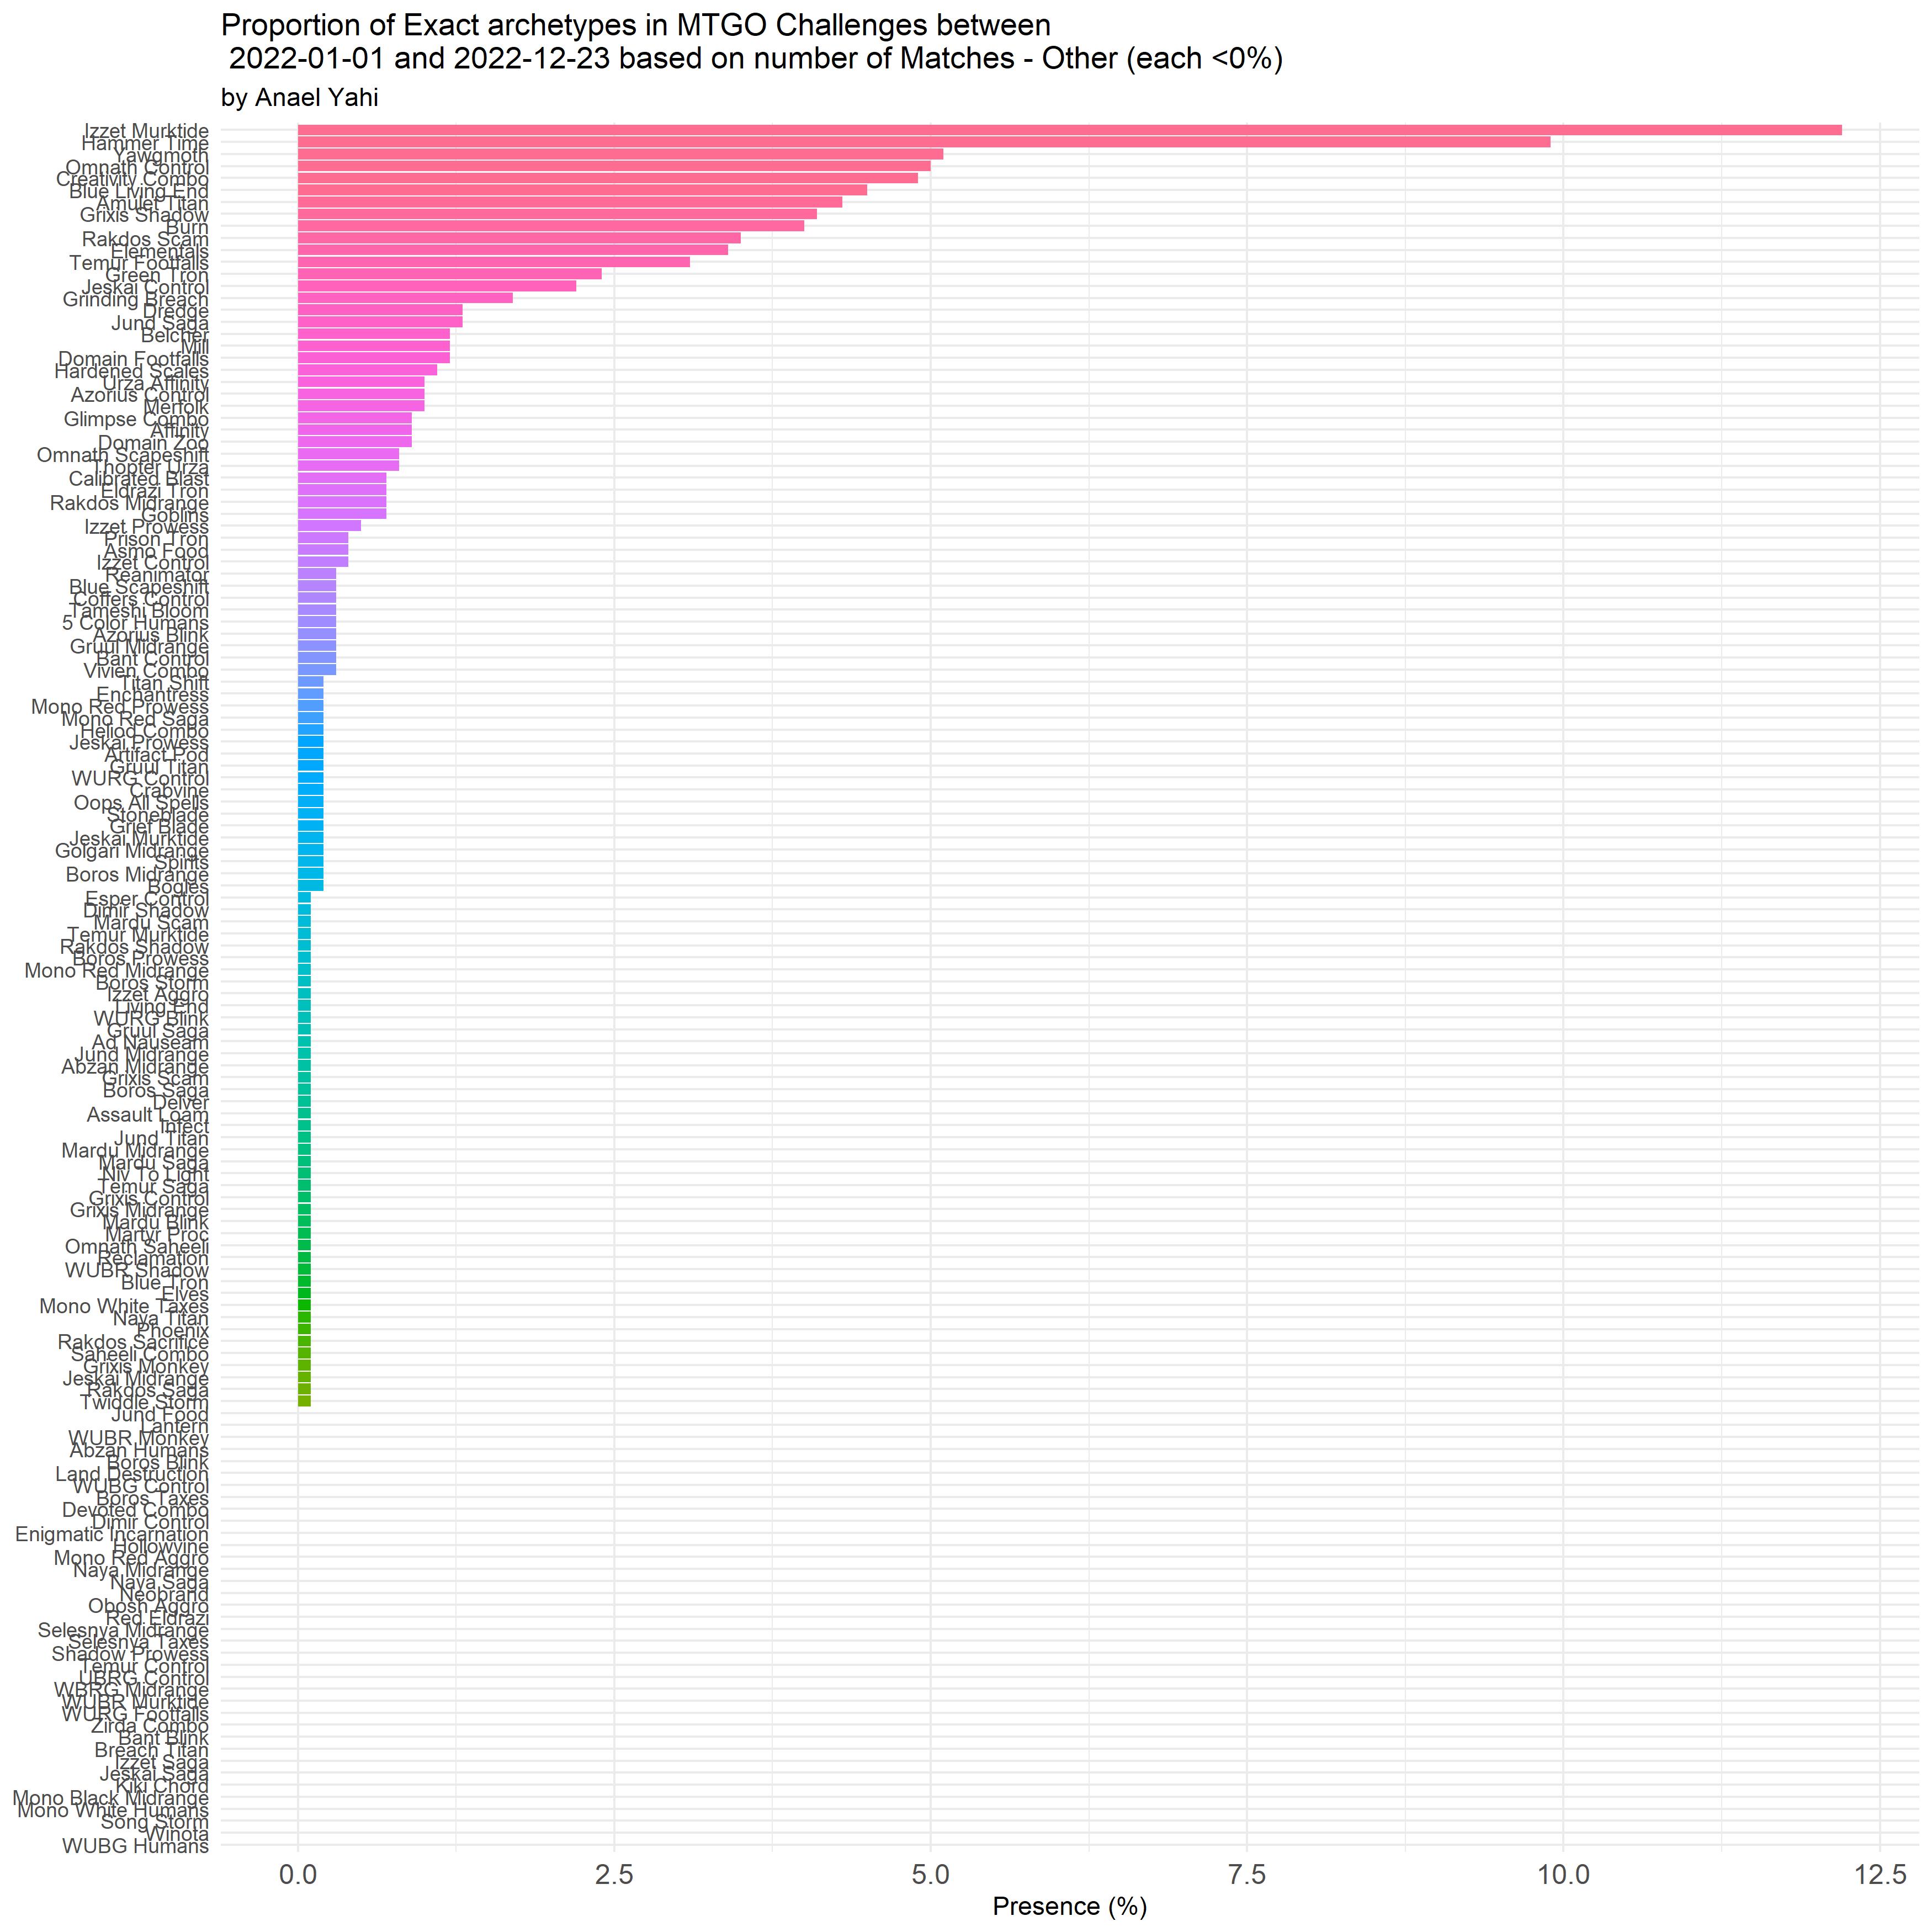 Proportion of Exact archetypes in MTGO Challenges between
2022-01-01 and 2022-12-23 based on number of Matches - Other (each <0%)
by Anael Yahi
Izzet Murktide
Hammer Time
Yawgmoth
Omnath Control
Creativity Combo
Blue Living End
Amulet Titan
Grixis Shadow
Burn
Rakdos Scam
Elementals
Temur Footfalls
Green Tron
Jeskai Control
Grinding Breach
Dredge
Jund Saga
Belcher
Mill
Domain Footfalls
Hardened Scales
Urza Affinity
Azorius Control
Merfolk
Glimpse Combo
Affinity
Domain Zoo
Omnath Scapeshift
Thopter Urza
Calibrated Blast
Eldrazi Tron
Rakdos Midrange
Goblins
Izzet Prowess
Prison Tron
Asmo Food
Izzet Control
Reanimator
Blue Scapeshift
Coffers Control
Tameshi Bloom
5 Color Humans
Azorius Blink
Gruul Midrange
Bant Control
Vivien Combo
Titan Shift
Enchantress
Mono Red Prowess
Mono Red Saga
Heliod Combo
Jeskai Prowess
Artifact Pod
Gruul Titan
WURG Control
Crabvine
Oops All Spells
Stoneblade
Grief Blade
Jeskai Murktide
Golgari Midrange
Spirits
Boros Midrange
Bogles
Esper Control
Dimir Shadow
Mardu Scam
Temur Murktide
Rakdos Shadow
Boros Prowess
Mono Red Midrange
Boros Storm
Izzet Aggro
Living End
WURG Blink
Gruul Saga
Ad Nauseam
Jund Midrange
Abzan Midrange
Grixis Scam
Boros Saga
Delver
Assault Loam
Infect
Jund Titan
Mardu Midrange
Mardu Saga
Niv To Light
Temur Saga
Grixis Control
Grixis Midrange
Mardu Blink
Martyr Proc
Omnath Saheeli
Reclamation
WUBR Shadow
Blue Tron
Elves
Mono White Taxes
Naya Titan
Phoenix
Rakdos Sacrifice
Saheeli Combo
Grixis Monkey
Jeskai Midrange
Rakdos Saga
Twiddle Storm
Jund Food
Lantern
WUBR Monkey
Abzan Humans
Boros Blink
Land Destruction
WUBG Control
Boros Taxes
Devoted Combo
Dimir Control
Enigmatic Incarnation
Hollowvine
Mono Red Aggro
Naya Midrange
Naya Saga
Neobrand
Obosh Aggro
Red Eldrazi
Selesnya Midrange
Selesnya Taxes
Shadow Prowess
Temur Control
UBRG Control
WBRG Midrange
WUBR Murktide
WURG Footfalls
Zirda Combo
Bant Blink
Breach Titan
Izzet Saga
Jeskai Saga
Kiki Chord
Mono Black Midrange
Mono White Humans
Song Storm
Winota
WUBG Humans
0.0 2.5 5.0 7.5 10.0 12.5
Presence (%)